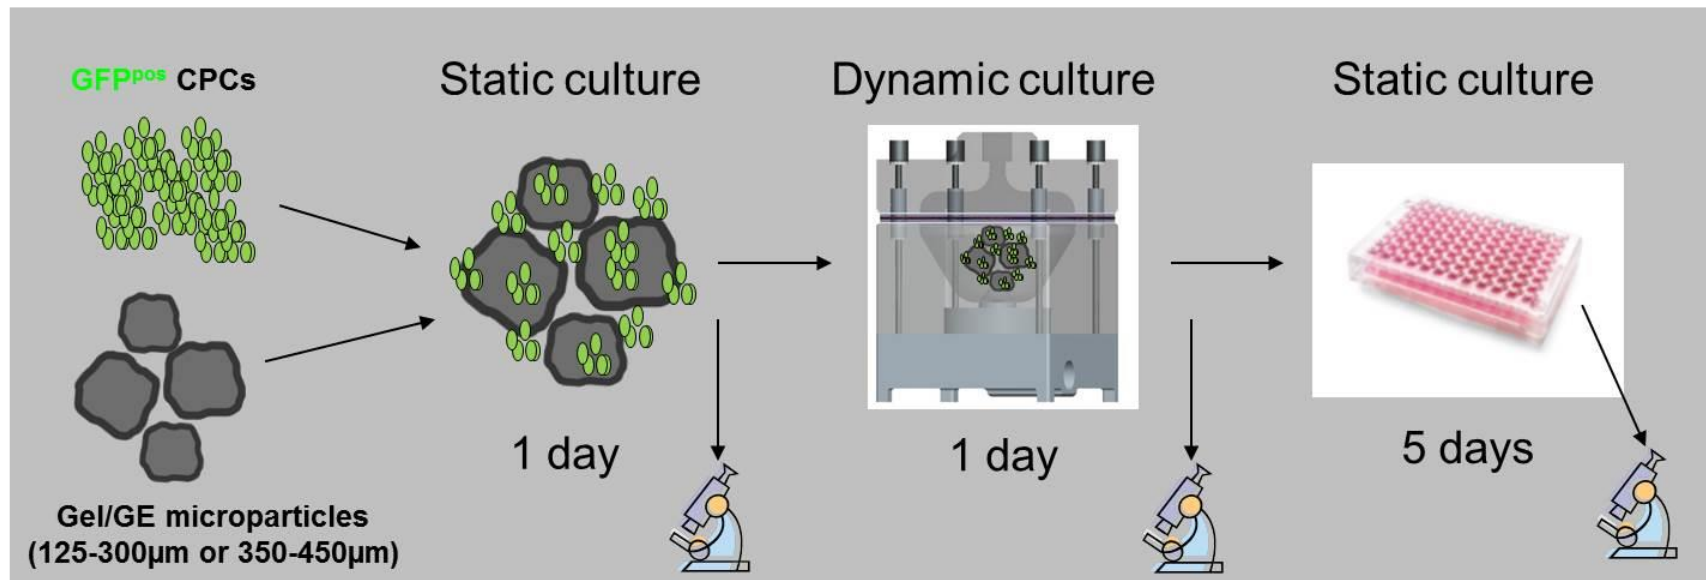 GFPpos CPCs
Static culture
Dynamic culture
Static culture
1 day
1 day
5 days
Gel/GE microparticles
(125-300µm or 350-450µm)